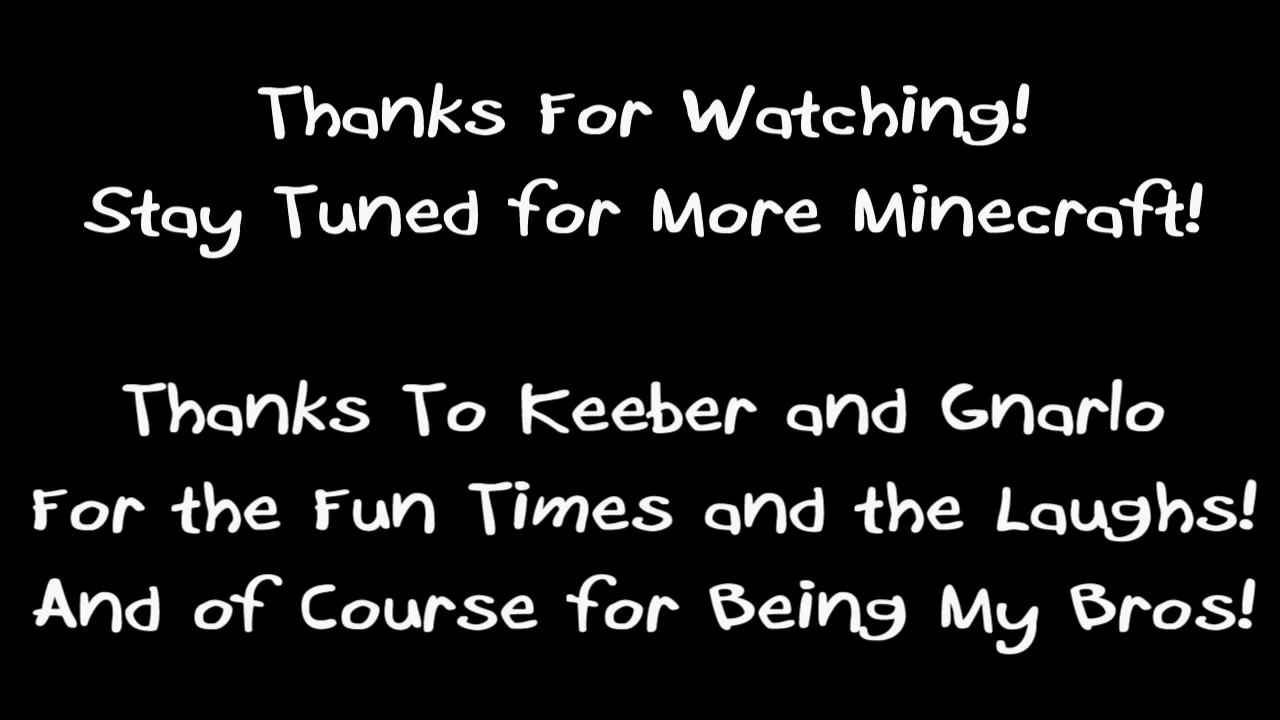 Thanks For Watching!
Stay Tuned for More Minecraft!
Thanks To Keeber and Gnarlo
For the Fun Times and the Laughs!
And of Course for Being My Bros!